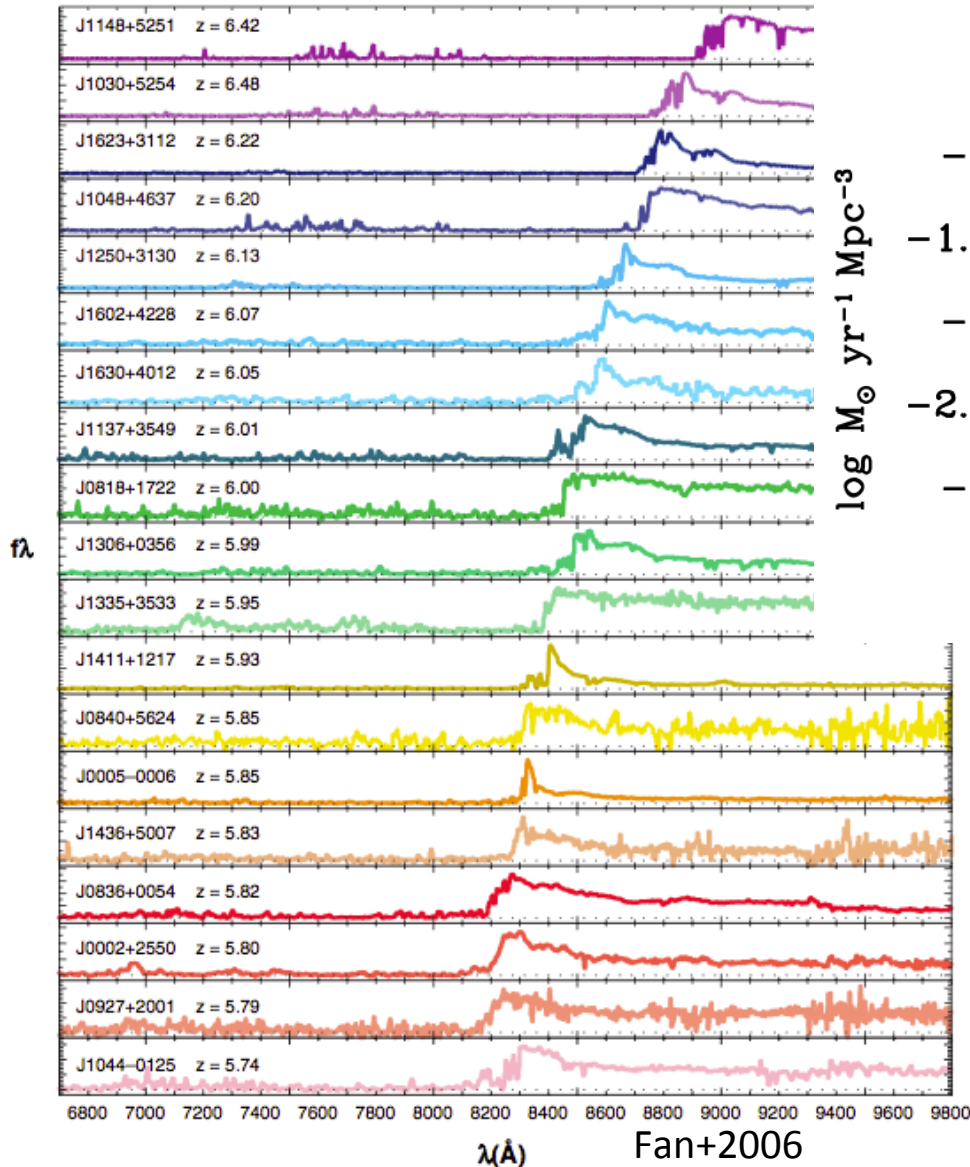 J1148+5251 z = 6.42
J1030+5254 z = 6.48
J1623+3112 z = 6.22
J1048+4637 z = 6.20
J1250+3130 z = 6.13
J1602+4228 z = 6.07
J1630+4012 z = 6.05
J1137+3549 z = 6.01
J0818+1722 z = 6.00
J1306+0356 z = 5.99
J1335+3533 z = 5.95
J1411+1217 z = 5.93
J0840+5624 z = 5.85
J0005−0006 z = 5.85
J1436+5007 z = 5.83
J0836+0054 z = 5.82
J0002+2550 z = 5.80
J0927+2001 z = 5.79
J1044−0125 z = 5.74
fλ
log M⊙ yr⁻¹ Mpc⁻³
−
−1.
−
−2.
−
6800 7000 7200 7400 7600 7800 8000 8200 8400 8600 8800 9000 9200 9400 9600 9800
λ(Å)
Fan+2006